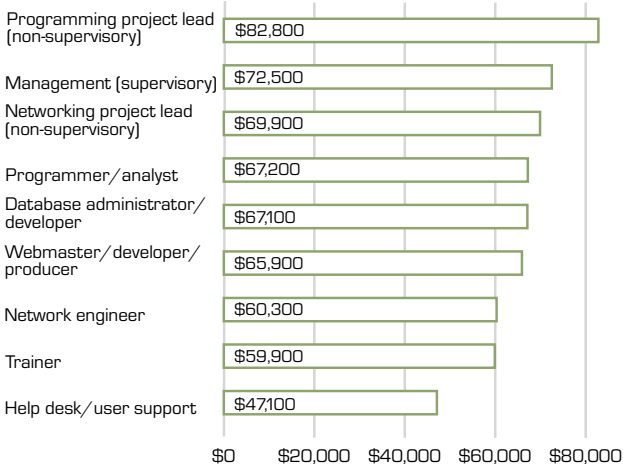 Programming project lead
(non-supervisory)
$82,800
Management (supervisory)
$72,500
Networking project lead
(non-supervisory)
$69,900
Programmer/analyst
$67,200
Database administrator/
developer
$67,100
Webmaster/developer/
producer
$65,900
Network engineer
$60,300
Trainer
$59,900
Help desk/user support
$47,100
$0 $20,000 $40,000 $60,000 $80,000